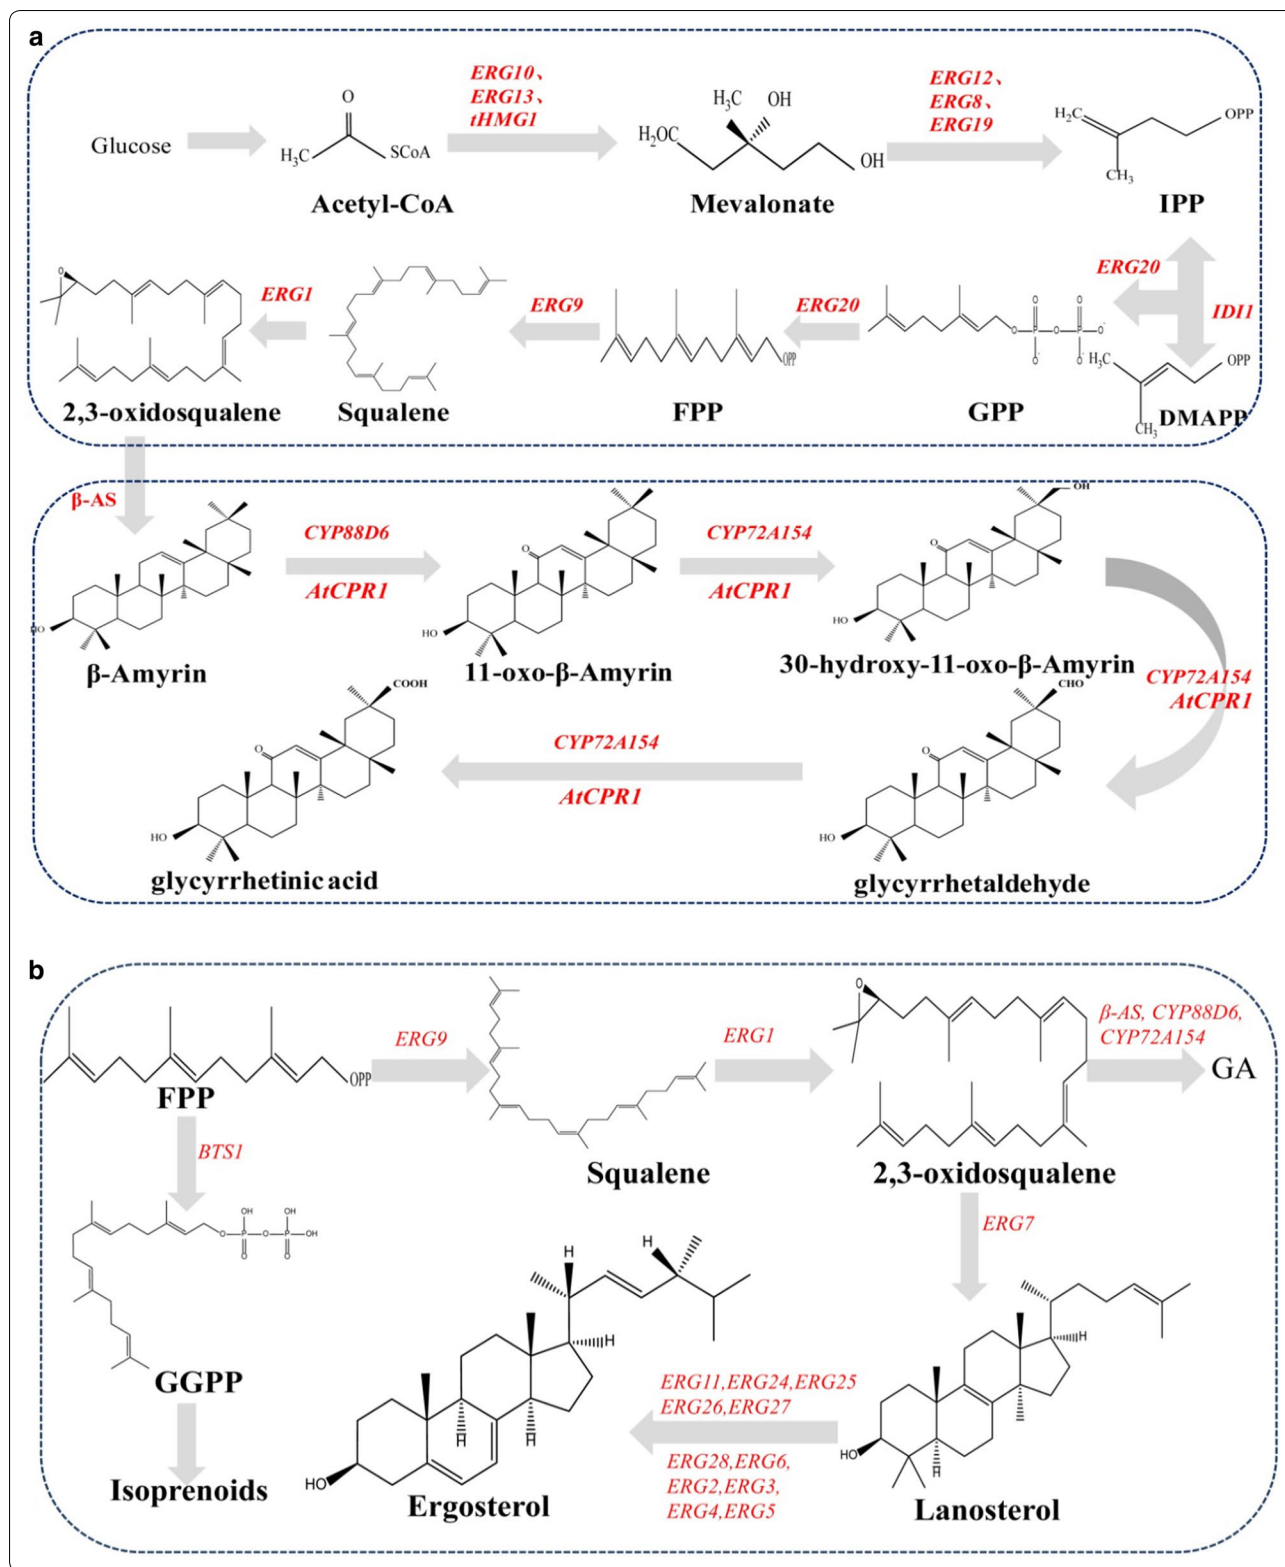 a
ERG10、
ERG13、
tHMG1
ERG12、
ERG8、
ERG19
Glucose
O
H₃C
SCoA
H₃C
OH
H₂OC
OH
H₂C
OPP
CH₃
Acetyl-CoA
Mevalonate
IPP
ERG1
ERG9
ERG20
ERG20
IDI1
O
OPP
O
P
O
P
O⁻
O
O
O⁻
O⁻
H₃C
OPP
CH₃
2,3-oxidosqualene
Squalene
FPP
GPP
DMAPP
β-AS
CYP88D6
AtCPR1
CYP72A154
AtCPR1
HO
O
HO
O
OH
HO
β-Amyrin
11-oxo-β-Amyrin
30-hydroxy-11-oxo-β-Amyrin
CYP72A154
AtCPR1
COOH
O
HO
CYP72A154
AtCPR1
CHO
O
HO
glycyrrhetinic acid
glycyrrhetaldehyde
b
OPP
FPP
ERG9
ERG1
O
β-AS, CYP88D6,
CYP72A154
GA
Squalene
2,3-oxidosqualene
BTS1
ERG7
OH
OH
O
P
O
P
OH
O
O
GGPP
Isoprenoids
H
H
H
H
H
HO
Ergosterol
ERG11,ERG24,ERG25
ERG26,ERG27
ERG28,ERG6,
ERG2,ERG3,
ERG4,ERG5
H
HO
H
Lanosterol